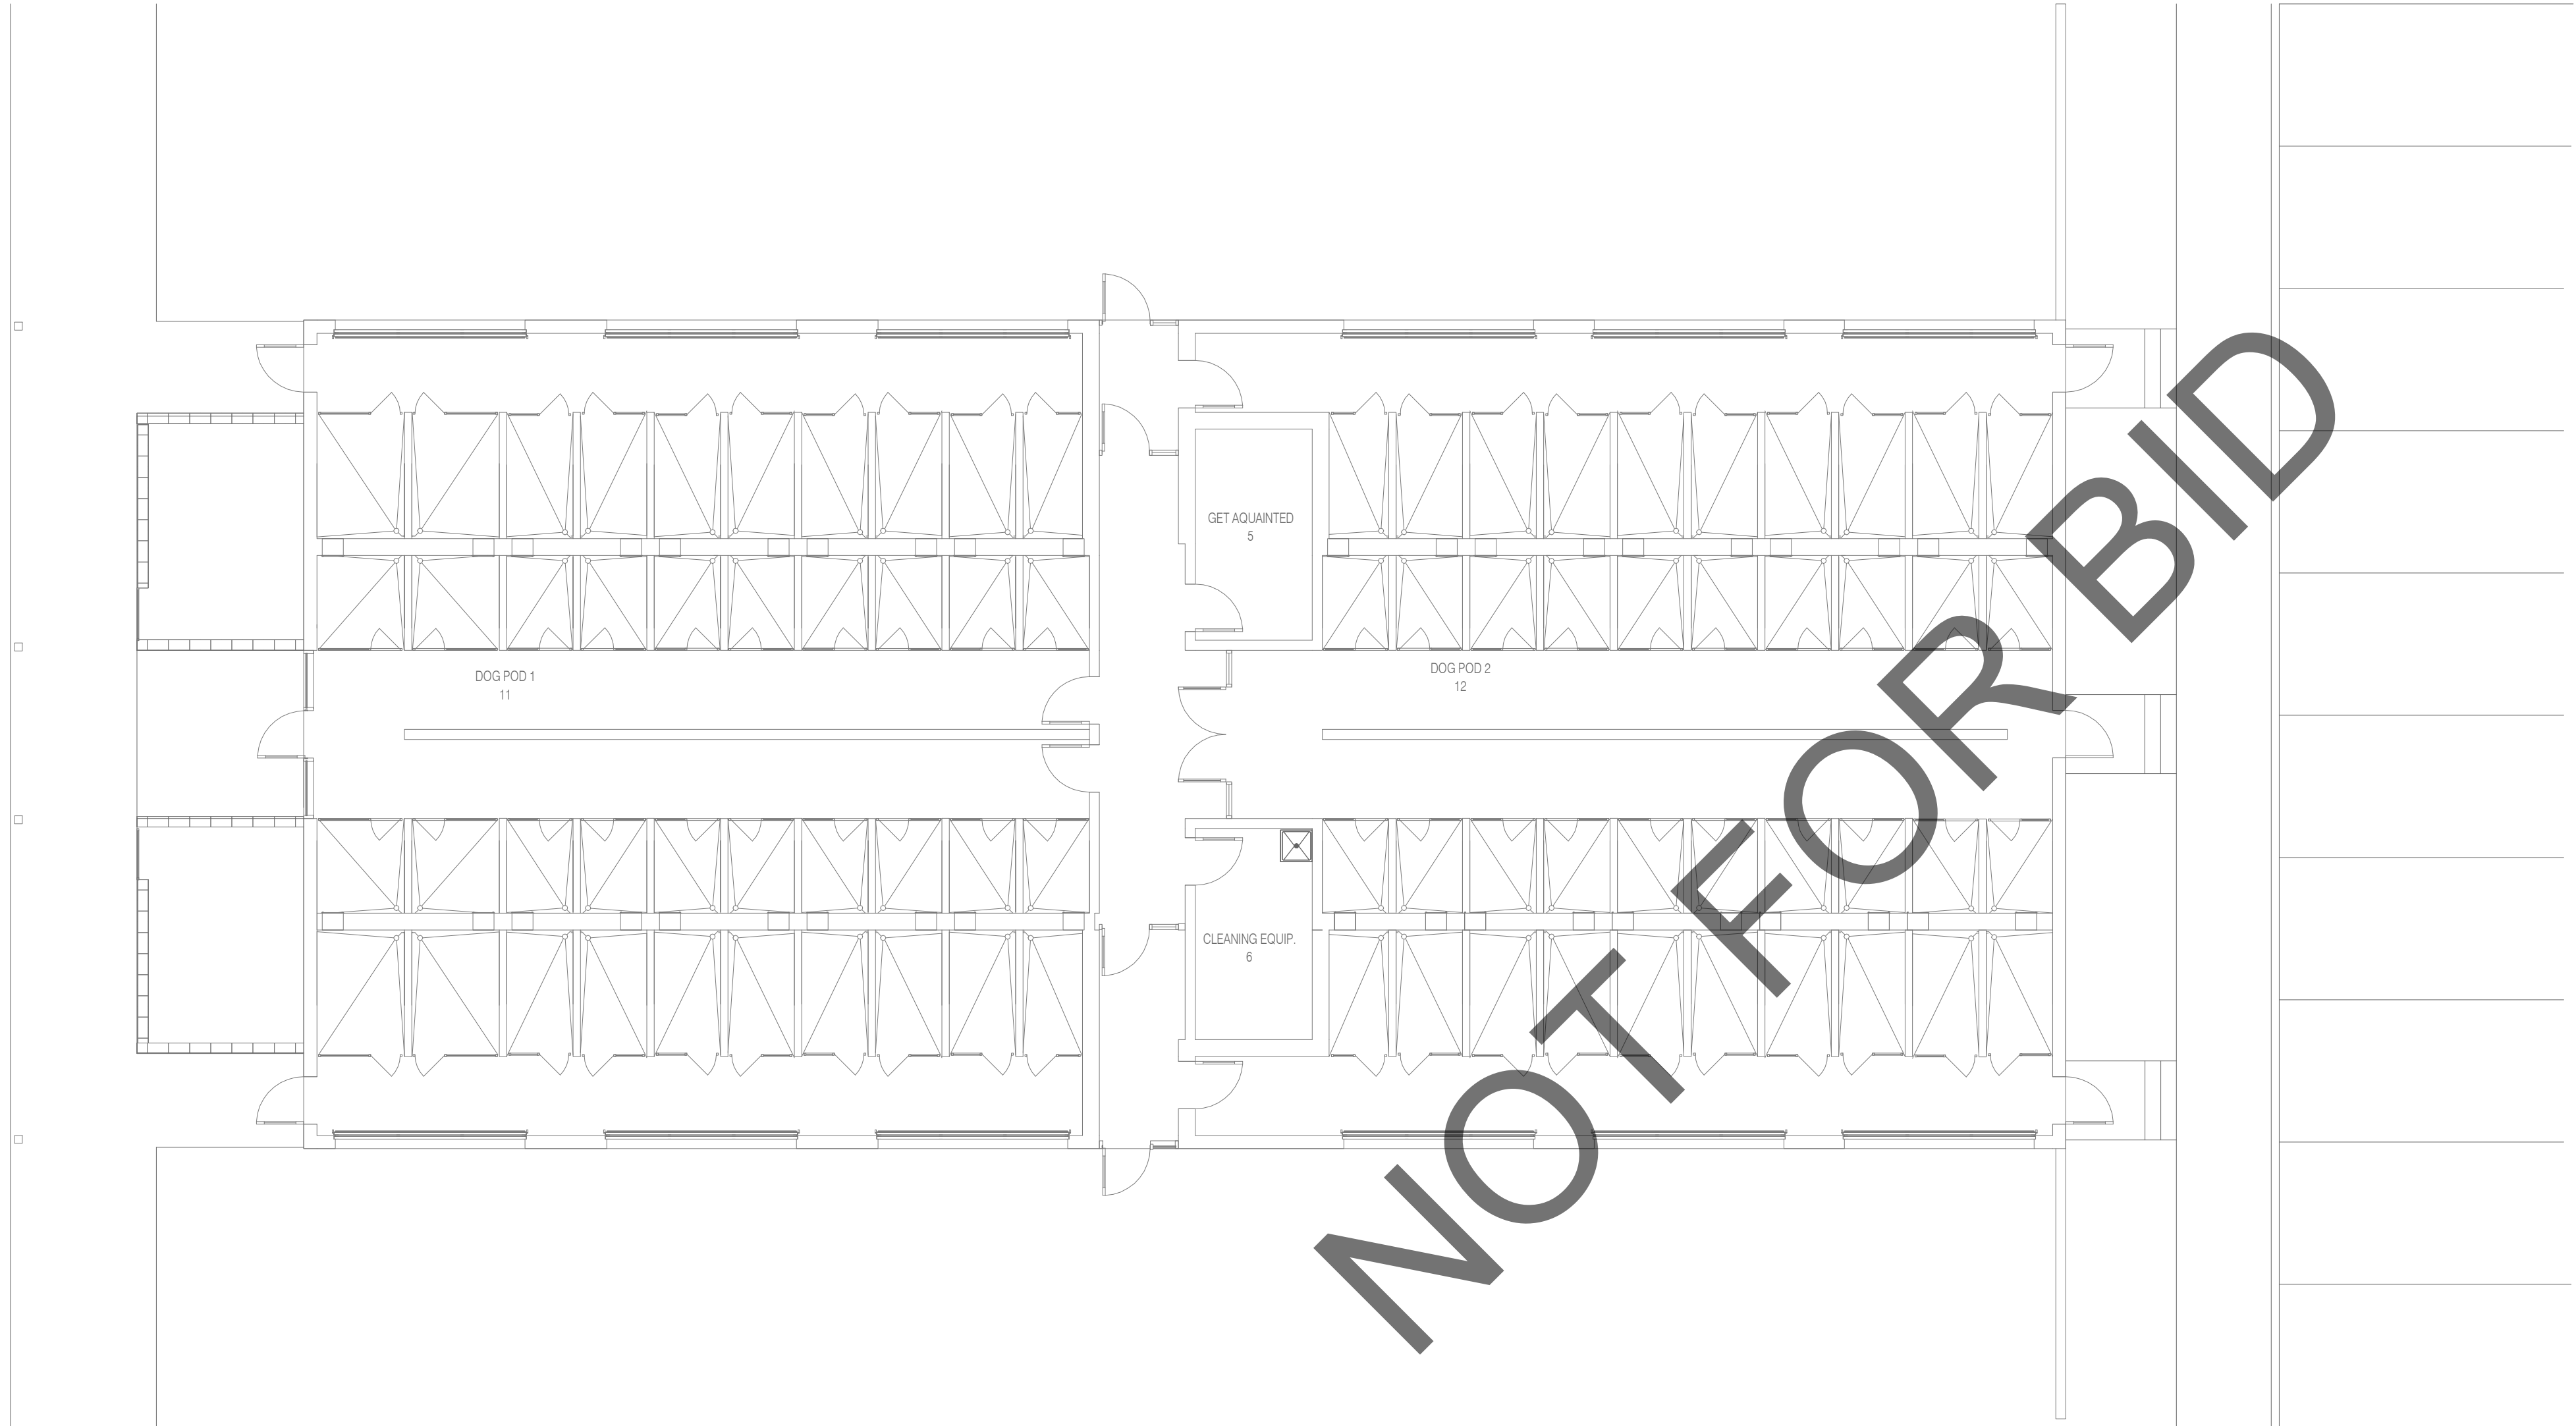 GET AQUAINTED
5
DOG POD 1
11
DOG POD 2
12
CLEANING EQUIP.
6
NOT FOR BID